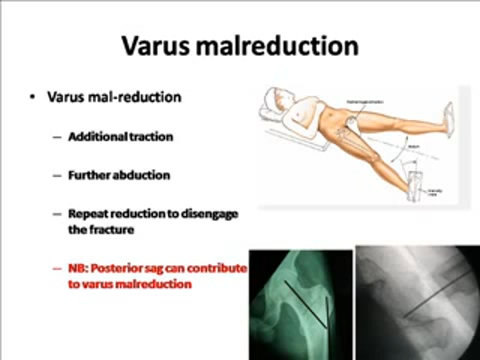 Varus malreduction
• Varus mal-reduction
– Additional traction
– Further abduction
– Repeat reduction to disengage
the fracture
– NB: Posterior sag can contribute
to varus malreduction